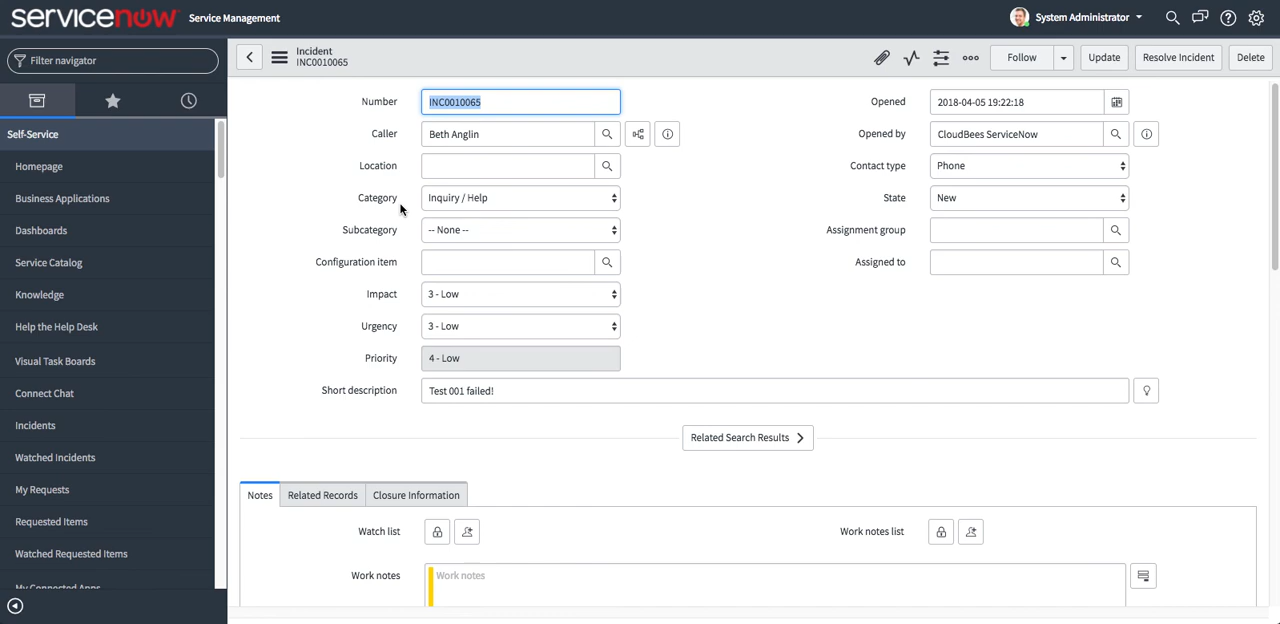 servicenow Service Management
System Administrator
Filter navigator
Self-Service
Homepage
Business Applications
Dashboards
Service Catalog
Knowledge
Help the Help Desk
Visual Task Boards
Connect Chat
Incidents
Watched Incidents
My Requests
Requested Items
Watched Requested Items
My Connected Apps
Incident
INC0010065
Follow
Update
Resolve Incident
Delete
Number INC0010065
Caller Beth Anglin
Location
Category Inquiry / Help
Subcategory -- None --
Configuration item
Impact 3 - Low
Urgency 3 - Low
Priority 4 - Low
Short description Test 001 failed!
Opened 2018-04-05 19:22:18
Opened by CloudBees ServiceNow
Contact type Phone
State New
Assignment group
Assigned to
Related Search Results
Notes
Related Records
Closure Information
Watch list
Work notes list
Work notes Work notes